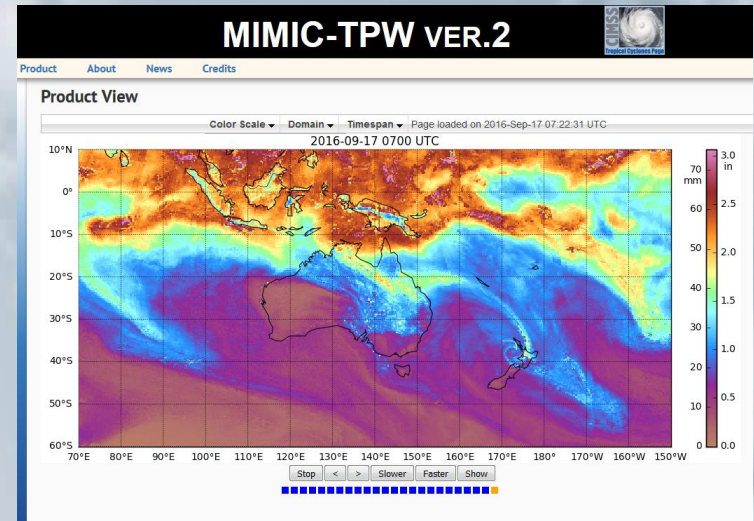 MIMIC-TPW VER.2
CIMSS
Tropical Cyclones Page
Product About News Credits
Product View
Color Scale Domain Timespan Page loaded on 2016-Sep-17 07:22:31 UTC
2016-09-17 0700 UTC
10°N
0°
10°S
20°S
30°S
40°S
50°S
60°S
70°E 80°E 90°E 100°E 110°E 120°E 130°E 140°E 150°E 160°E 170°E 180° 170°W 160°W 150°W
70 mm 3.0 in
60 2.5
50 2.0
40 1.5
30 1.0
20
10 0.5
0 0.0
Stop < > Slower Faster Show